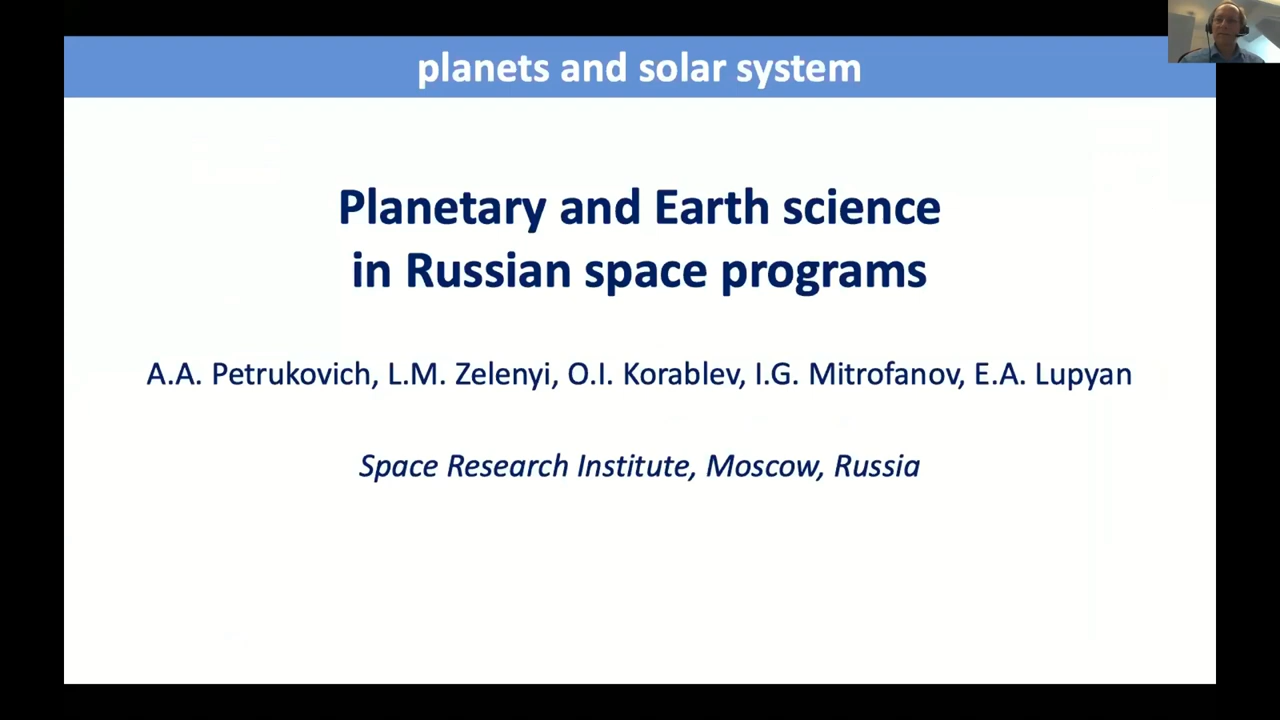 planets and solar system
Planetary and Earth science
in Russian space programs
A.A. Petrukovich, L.M. Zelenyi, O.I. Korablev, I.G. Mitrofanov, E.A. Lupyan
Space Research Institute, Moscow, Russia